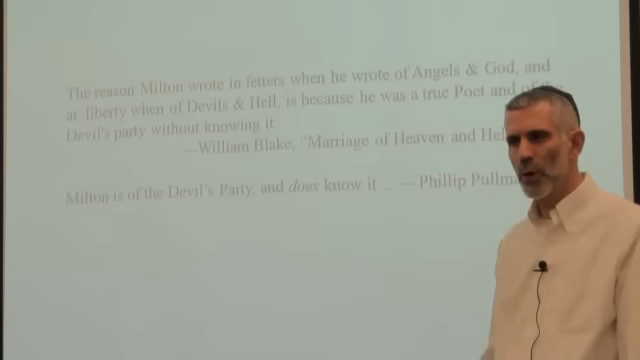 The reason Milton wrote in fetters when he wrote of Angels & God, and
at liberty when of Devils & Hell, is because he was a true Poet and of the
Devil's party without knowing it
—William Blake, "Marriage of Heaven and Hel
Milton is of the Devil's Party, and does know it... — Phillip Pullm